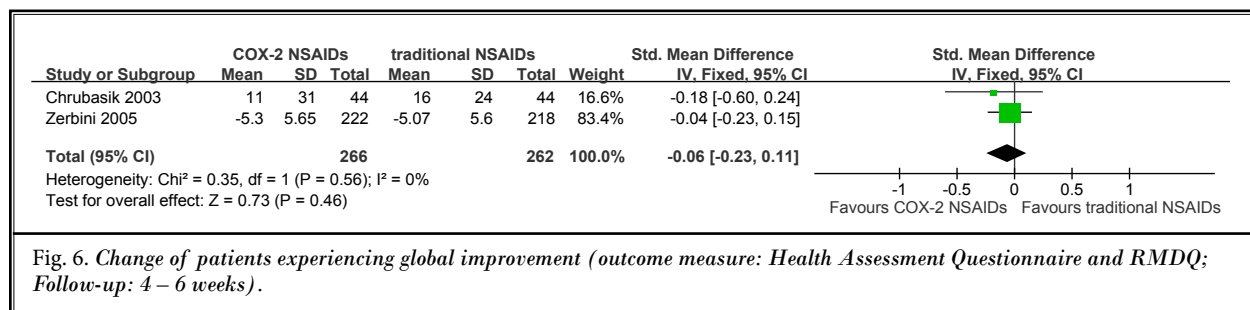 COX-2 NSAIDs traditional NSAIDs Std. Mean Difference Std. Mean Difference
Study or Subgroup Mean SD Total Mean SD Total Weight IV, Fixed, 95% CI IV, Fixed, 95% CI
Chrubasik 2003 11 31 44 16 24 44 16.6% -0.18 [-0.60, 0.24]
Zerbini 2005 -5.3 5.65 222 -5.07 5.6 218 83.4% -0.04 [-0.23, 0.15]
Total (95% CI) 266 262 100.0% -0.06 [-0.23, 0.11]
Heterogeneity: Chi² = 0.35, df = 1 (P = 0.56); I² = 0%
Test for overall effect: Z = 0.73 (P = 0.46)
-1 -0.5 0 0.5 1
Favours COX-2 NSAIDs Favours traditional NSAIDs
Fig. 6. Change of patients experiencing global improvement (outcome measure: Health Assessment Questionnaire and RMDQ;
Follow-up: 4 – 6 weeks).